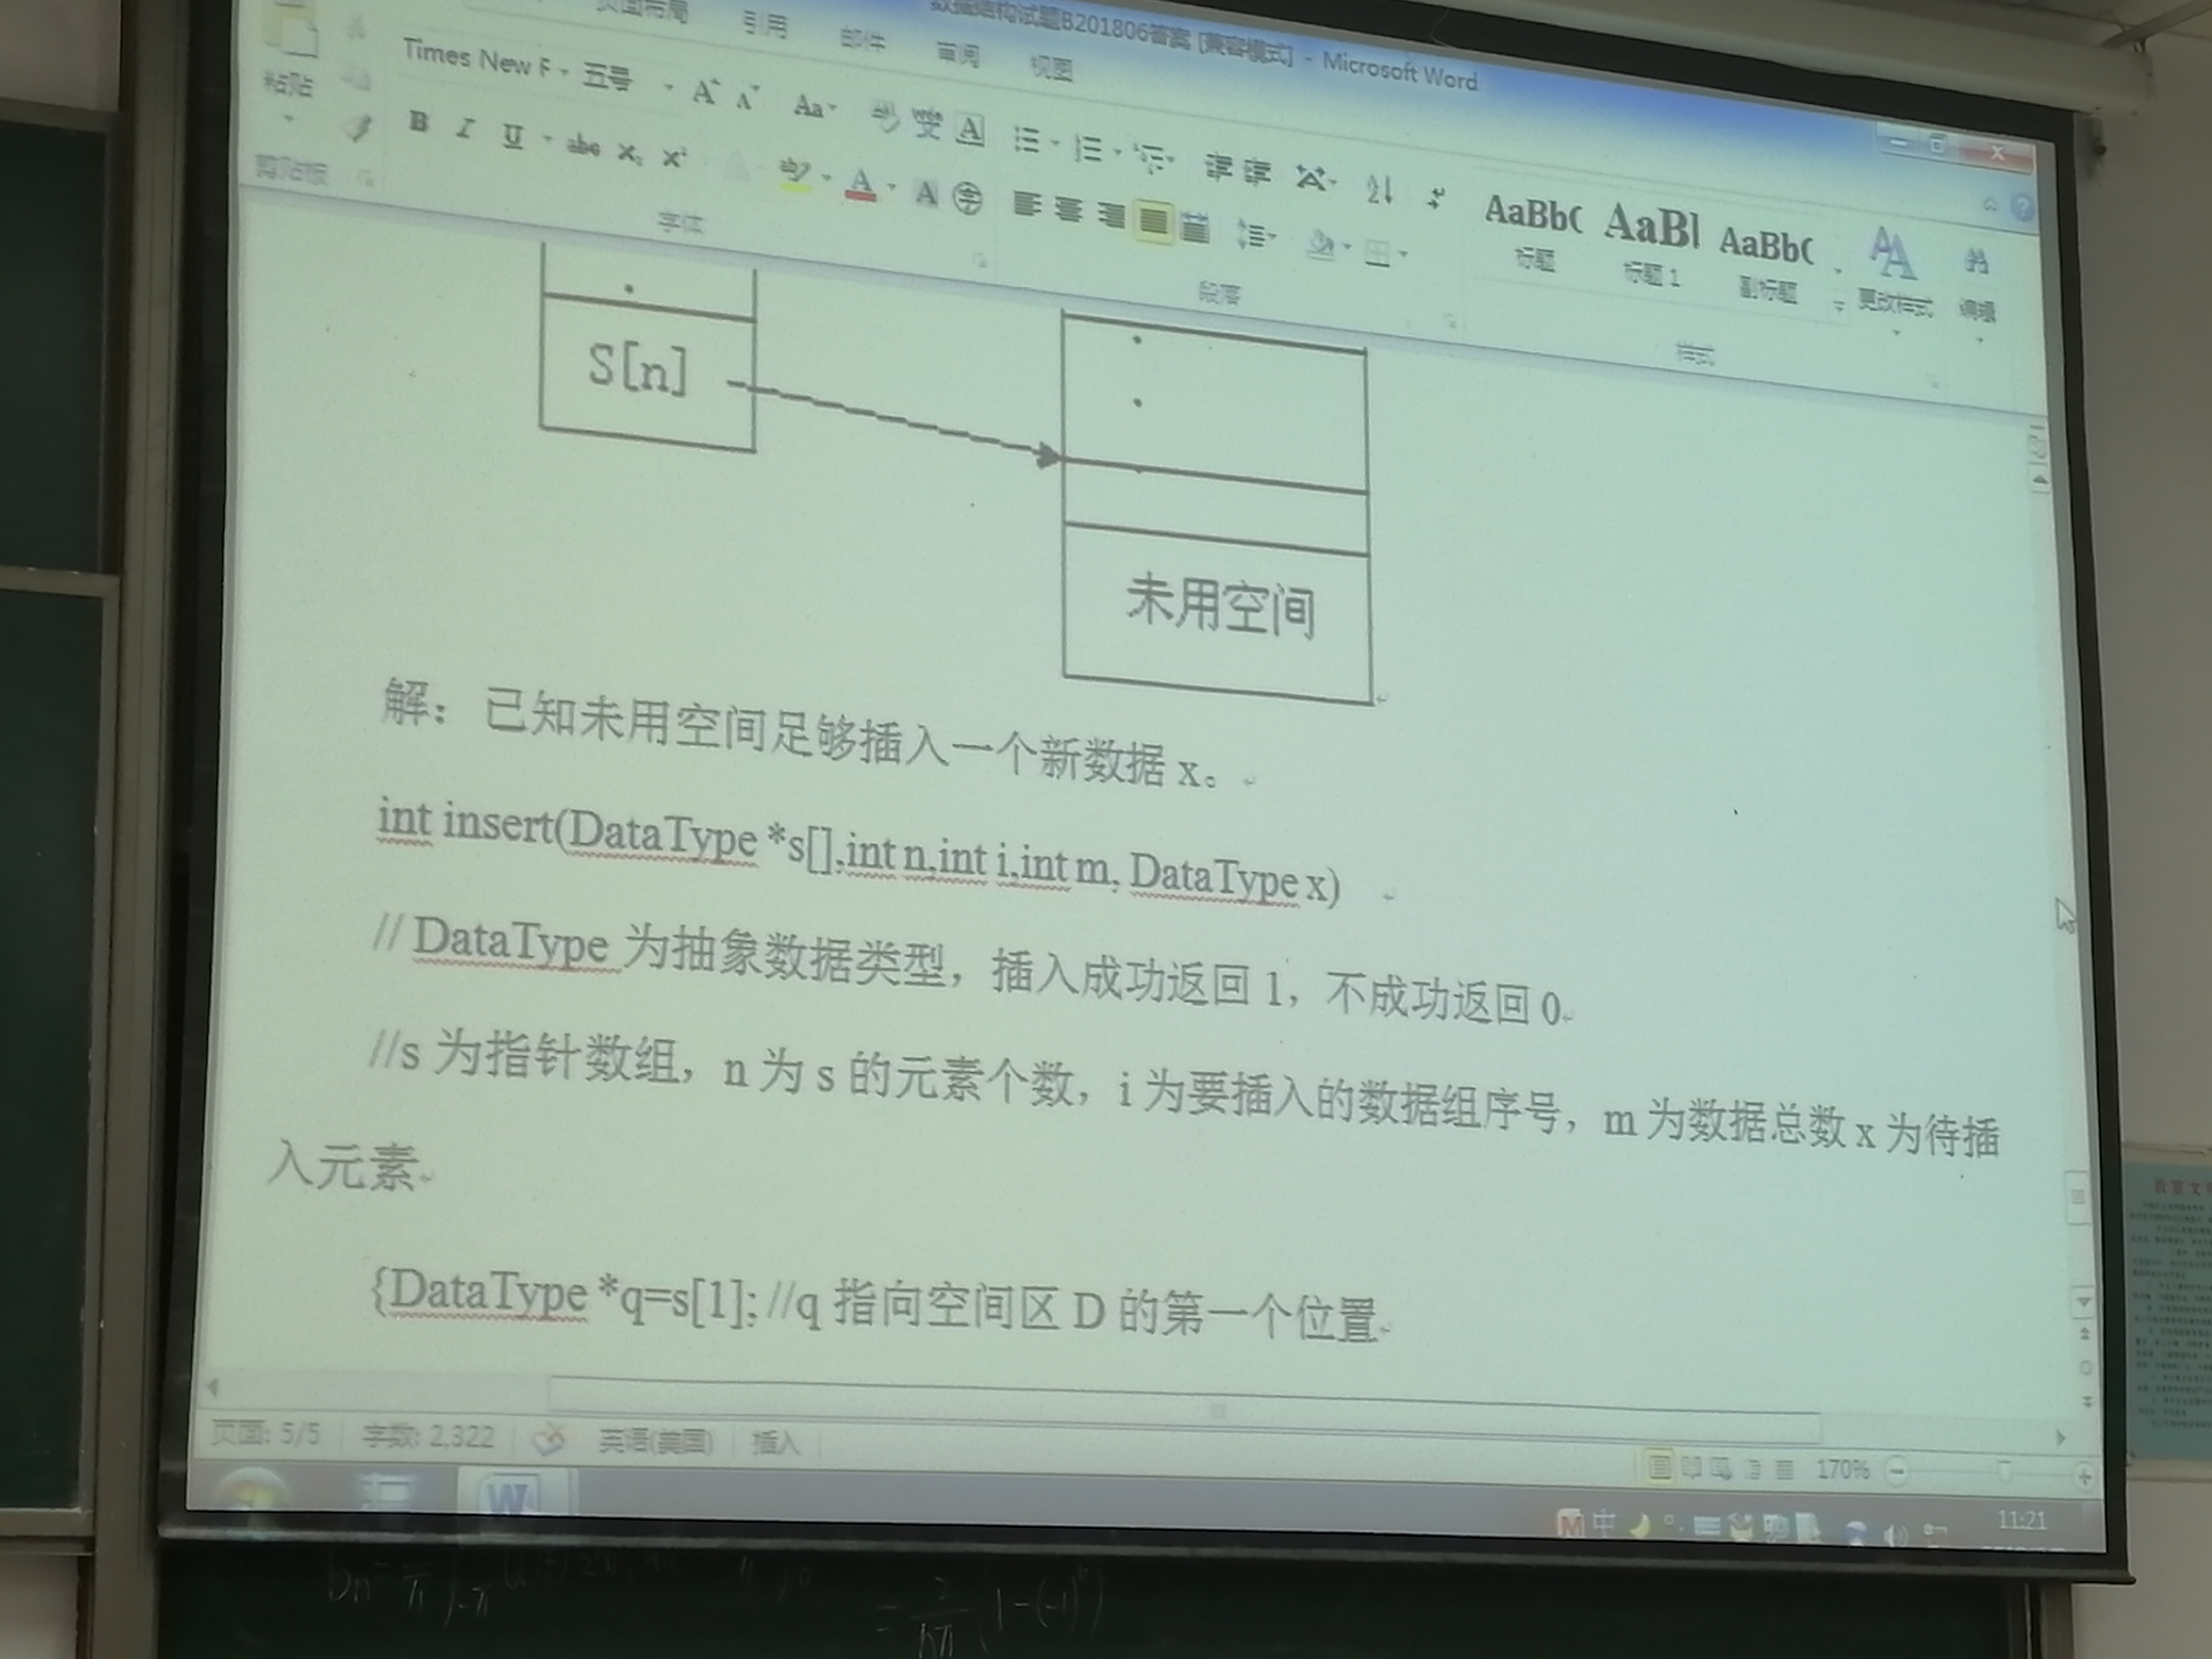 数据结构试题B201806答案 [兼容模式] - Microsoft Word
页面布局 引用 邮件 审阅 视图
粘贴 Times New F 五号
剪贴板 字体 段落 样式
AaBbC AaBl AaBbC
标题 标题 1 副标题 更改样式 编辑
S[n]
未用空间
解：已知未用空间足够插入一个新数据 x。
int insert(DataType *s[],int n,int i,int m, DataType x)
// DataType 为抽象数据类型，插入成功返回 1，不成功返回 0
//s 为指针数组，n 为 s 的元素个数，i 为要插入的数据组序号，m 为数据总数 x 为待插
入元素
{DataType *q=s[1]; //q 指向空间区 D 的第一个位置
页面: 5/5 字数: 2,322 英语(美国) 插入 170%
中 11:21